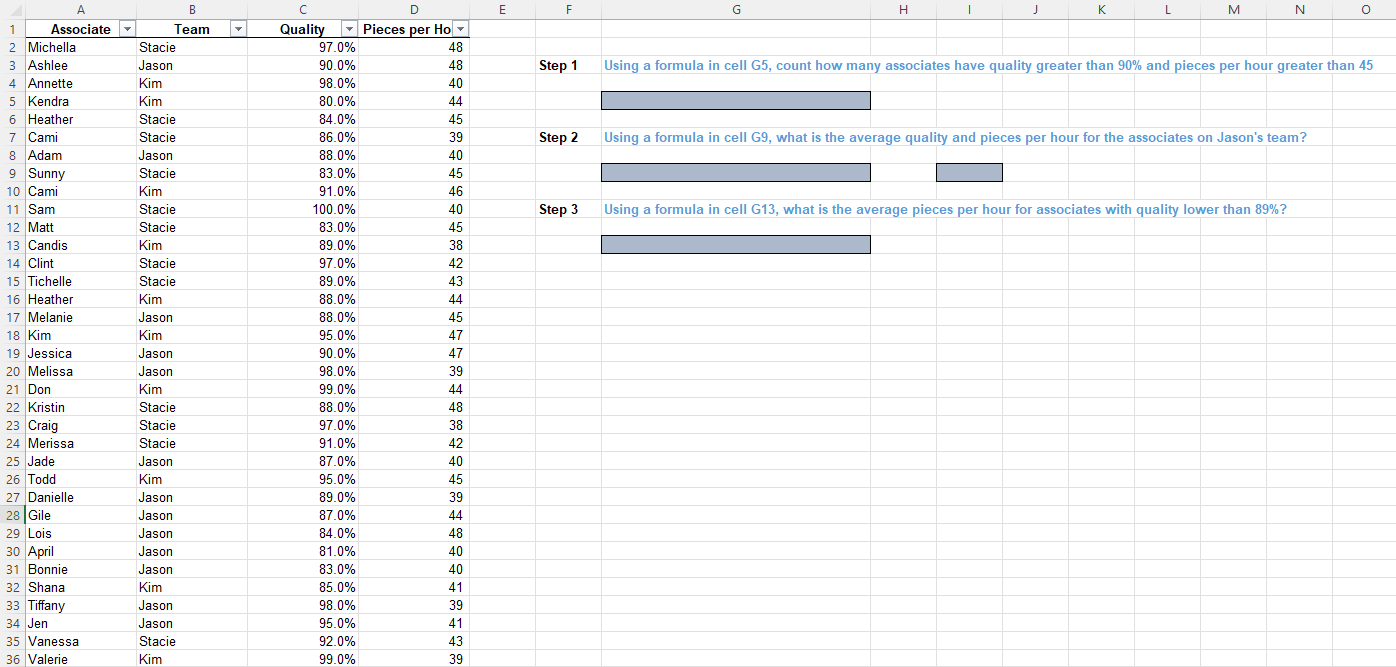 A B C D E F G H I J K L M N O
1 Associate Team Quality Pieces per Ho
2 Michella Stacie 97.0% 48
3 Ashlee Jason 90.0% 48 Step 1 Using a formula in cell G5, count how many associates have quality greater than 90% and pieces per hour greater than 45
4 Annette Kim 98.0% 40
5 Kendra Kim 80.0% 44
6 Heather Stacie 84.0% 45
7 Cami Stacie 86.0% 39 Step 2 Using a formula in cell G9, what is the average quality and pieces per hour for the associates on Jason's team?
8 Adam Jason 88.0% 40
9 Sunny Stacie 83.0% 45
10 Cami Kim 91.0% 46
11 Sam Stacie 100.0% 40 Step 3 Using a formula in cell G13, what is the average pieces per hour for associates with quality lower than 89%?
12 Matt Stacie 83.0% 45
13 Candis Kim 89.0% 38
14 Clint Stacie 97.0% 42
15 Tichelle Stacie 89.0% 43
16 Heather Kim 88.0% 44
17 Melanie Jason 88.0% 45
18 Kim Kim 95.0% 47
19 Jessica Jason 90.0% 47
20 Melissa Jason 98.0% 39
21 Don Kim 99.0% 44
22 Kristin Stacie 88.0% 48
23 Craig Stacie 97.0% 38
24 Merissa Stacie 91.0% 42
25 Jade Jason 87.0% 40
26 Todd Kim 95.0% 45
27 Danielle Jason 89.0% 39
28 Gile Jason 87.0% 44
29 Lois Jason 84.0% 48
30 April Jason 81.0% 40
31 Bonnie Jason 83.0% 40
32 Shana Kim 85.0% 41
33 Tiffany Jason 98.0% 39
34 Jen Jason 95.0% 41
35 Vanessa Stacie 92.0% 43
36 Valerie Kim 99.0% 39